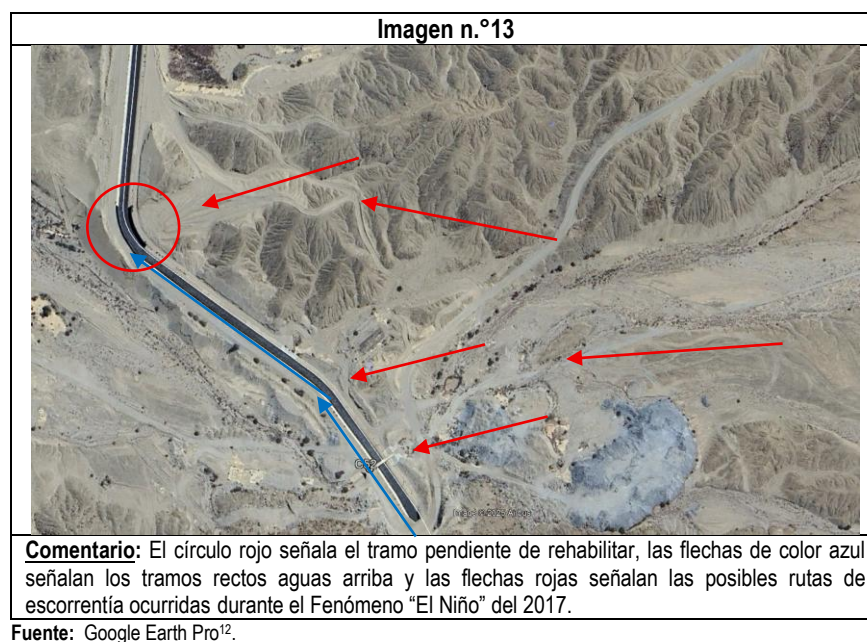 Imagen n.°13
Comentario: El círculo rojo señala el tramo pendiente de rehabilitar, las flechas de color azul
señalan los tramos rectos aguas arriba y las flechas rojas señalan las posibles rutas de
escorrentía ocurridas durante el Fenómeno “El Niño” del 2017.
Fuente: Google Earth Pro¹².